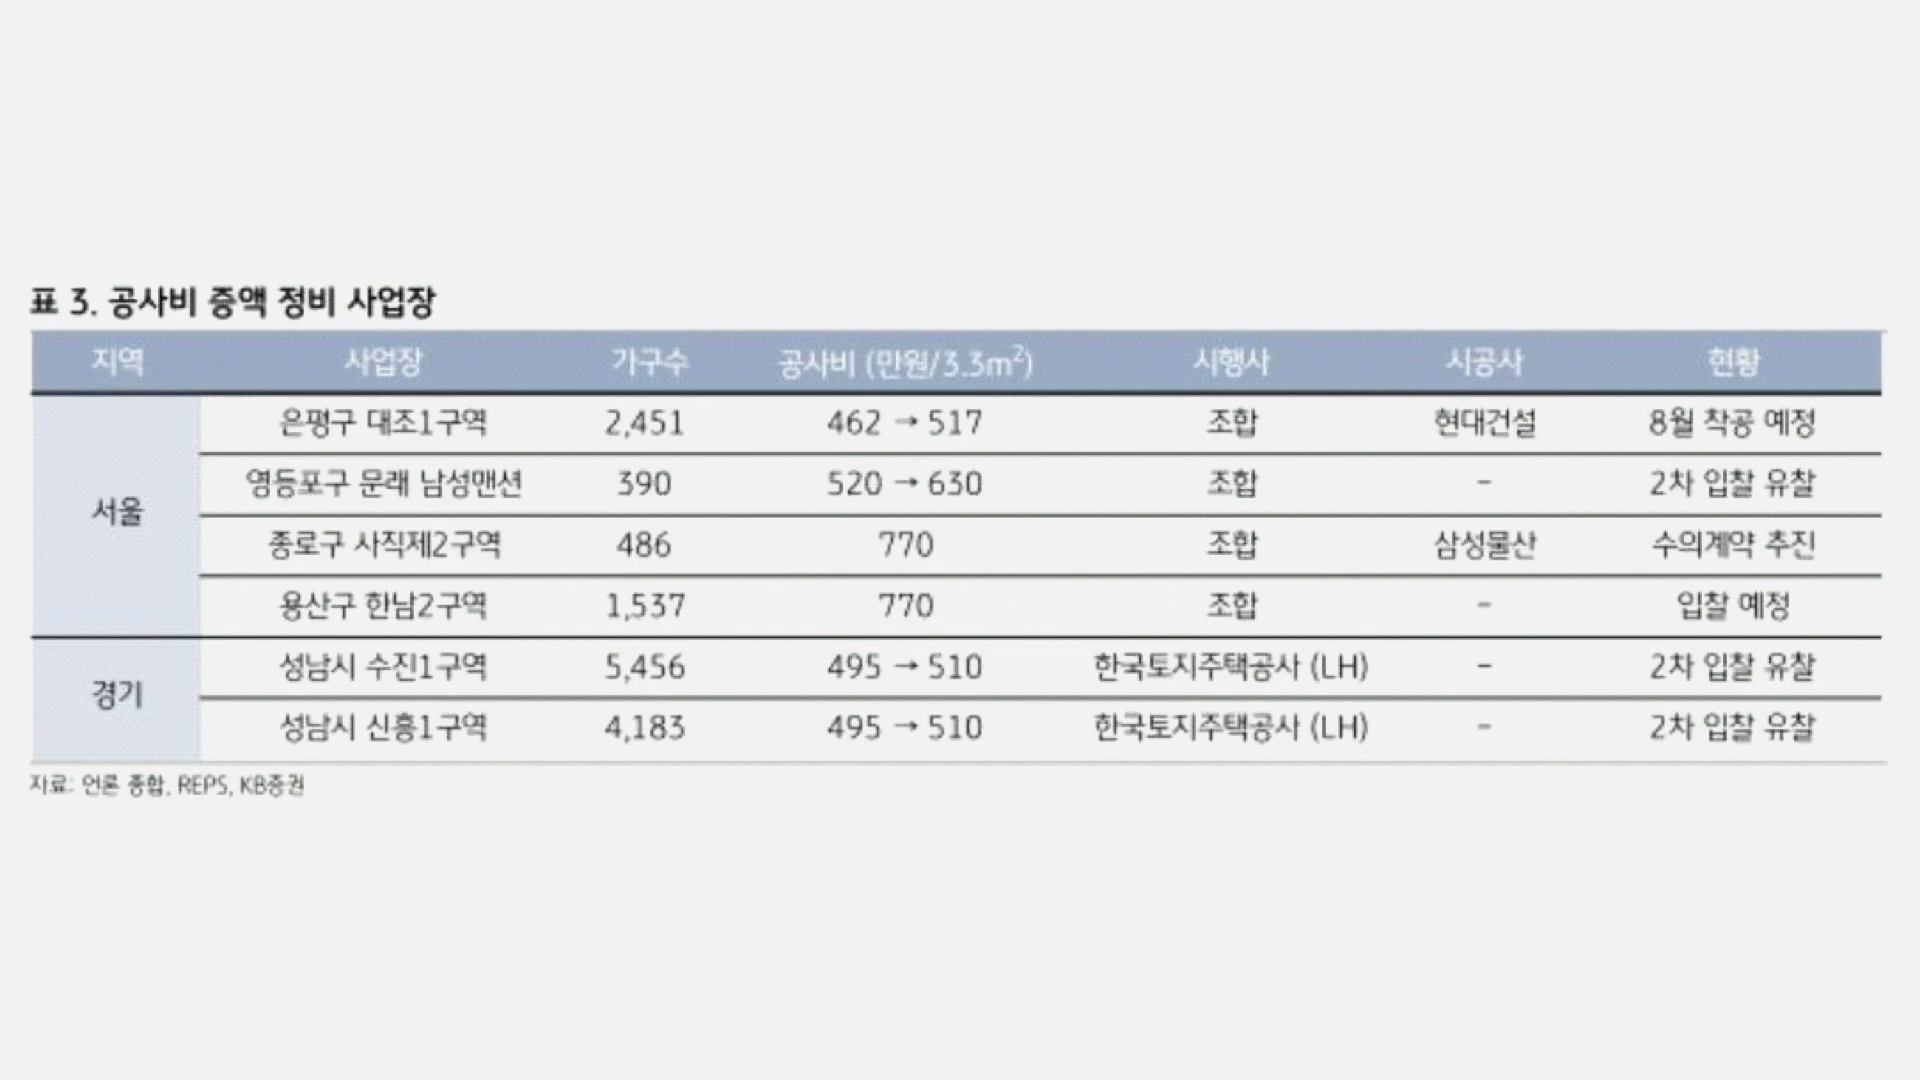 표 3. 공사비 증액 정비 사업장
지역 사업장 가구수 공사비 (만원/3.3m²) 시행사 시공사 현황
서울
은평구 대조1구역 2,451 462 → 517 조합 현대건설 8월 착공 예정
영등포구 문래 남성맨션 390 520 → 630 조합 - 2차 입찰 유찰
종로구 사직제2구역 486 770 조합 삼성물산 수의계약 추진
용산구 한남2구역 1,537 770 조합 - 입찰 예정
경기
성남시 수진1구역 5,456 495 → 510 한국토지주택공사 (LH) - 2차 입찰 유찰
성남시 신흥1구역 4,183 495 → 510 한국토지주택공사 (LH) - 2차 입찰 유찰
자료: 언론 종합, REPS, KB증권